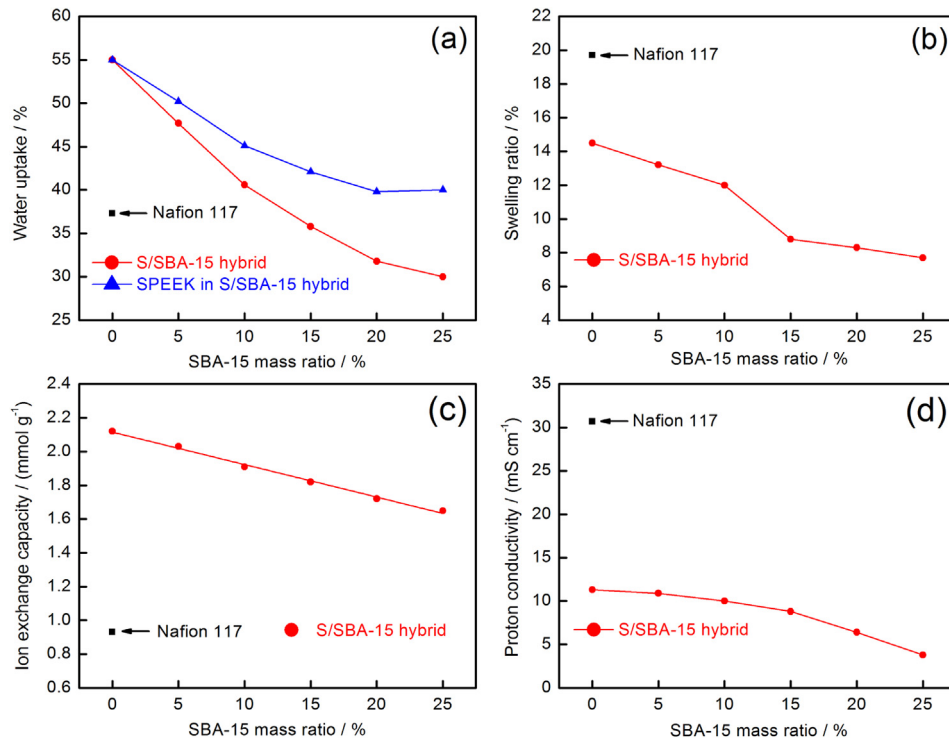 (a)
60
55
50
45
40
35
30
25
Water uptake / %
Nafion 117
S/SBA-15 hybrid
SPEEK in S/SBA-15 hybrid
0 5 10 15 20 25
SBA-15 mass ratio / %
(b)
22
20
18
16
14
12
10
8
6
4
Swelling ratio / %
Nafion 117
S/SBA-15 hybrid
0 5 10 15 20 25
SBA-15 mass ratio / %
(c)
2.4
2.2
2.0
1.8
1.6
1.4
1.2
1.0
0.8
0.6
Ion exchange capacity / (mmol g⁻¹)
Nafion 117
S/SBA-15 hybrid
0 5 10 15 20 25
SBA-15 mass ratio / %
(d)
35
30
25
20
15
10
5
0
Proton conductivity / (mS cm⁻¹)
Nafion 117
S/SBA-15 hybrid
0 5 10 15 20 25
SBA-15 mass ratio / %